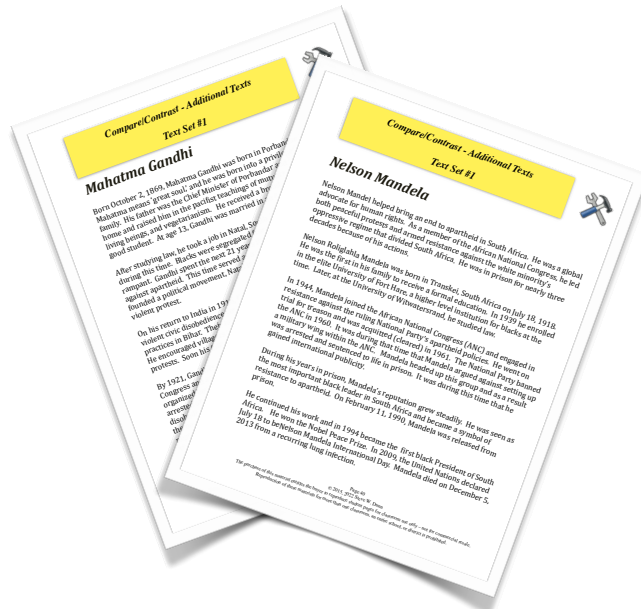 Compare/Contrast - Additional Texts
Text Set #1
Mahatma Gandhi
Born October 2, 1869, Mahatma Gandhi was born in
Mahatma means' great soul,' and he was born into a
family. His father was the Chief Minister of Porbandar
home and raised him in the pacifist teachings of
living beings, and vegetarianism. He received a
good student. At age 13, Gandhi was married in
After studying law, he took a job in Natal,
during this time. Blacks were segregated
rampant. Gandhi spent the next 21
against apartheid. This time served
founded a political movement,
violent protest.
On his return to India in
violent civic disobedience
practices in Bihar.
He encouraged
protests. Soon his
By 1921,
Congress
Compare/Contrast - Additional Texts
Text Set #1
Nelson Mandela
Nelson Mandel helped bring an end to apartheid in South Africa. He was a global
advocate for human rights. As a member of the African National Congress, he led
both peaceful protests and armed resistance against the white minority's
oppressive regime that divided South Africa. He was in prison for nearly three
decades because of his actions.
Nelson Roliglahla Mandela was born in Transkei, South Africa on July 18, 1918.
He was the first in his family to receive a formal education. In 1939 he enrolled
in the elite University of Fort Hare, a higher level institution for blacks at the
time. Later, at the University of Witwaterstrand, he studied law.
In 1944, Mandela joined the African National Congress (ANC) and engaged in
resistance against the ruling National Party's apartheid policies. He went on
trial for treason and was acquitted (cleared) in 1961. The National Party banned
the ANC in 1960. It was during that time that Mandela argued against setting up
a military wing within the ANC. Mandela headed up this group and as a result
was arrested and sentenced to life in prison. It was during this time that he
gained international publicity.
During his years in prison, Mandela's reputation grew steadily. He was seen as
the most important black leader in South Africa and became a symbol of
resistance to apartheid. On February 11, 1990, Mandela was released from
prison.
He continued his work and in 1994 became the first black President of South
Africa. He won the Nobel Peace Prize. In 2009, the United Nations declared
July 18 to beNelson Mandela International Day. Mandela died on December 5,
2013 from a recurring lung infection.